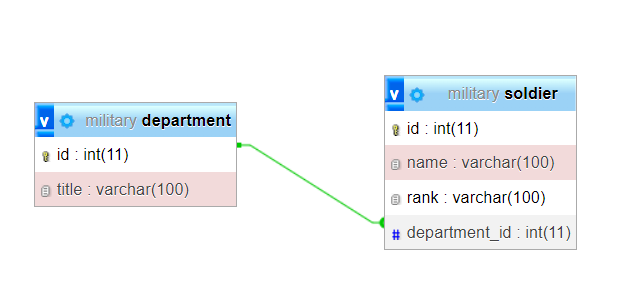 v military department
id : int(11)
title : varchar(100)
v military soldier
id : int(11)
name : varchar(100)
rank : varchar(100)
# department_id : int(11)